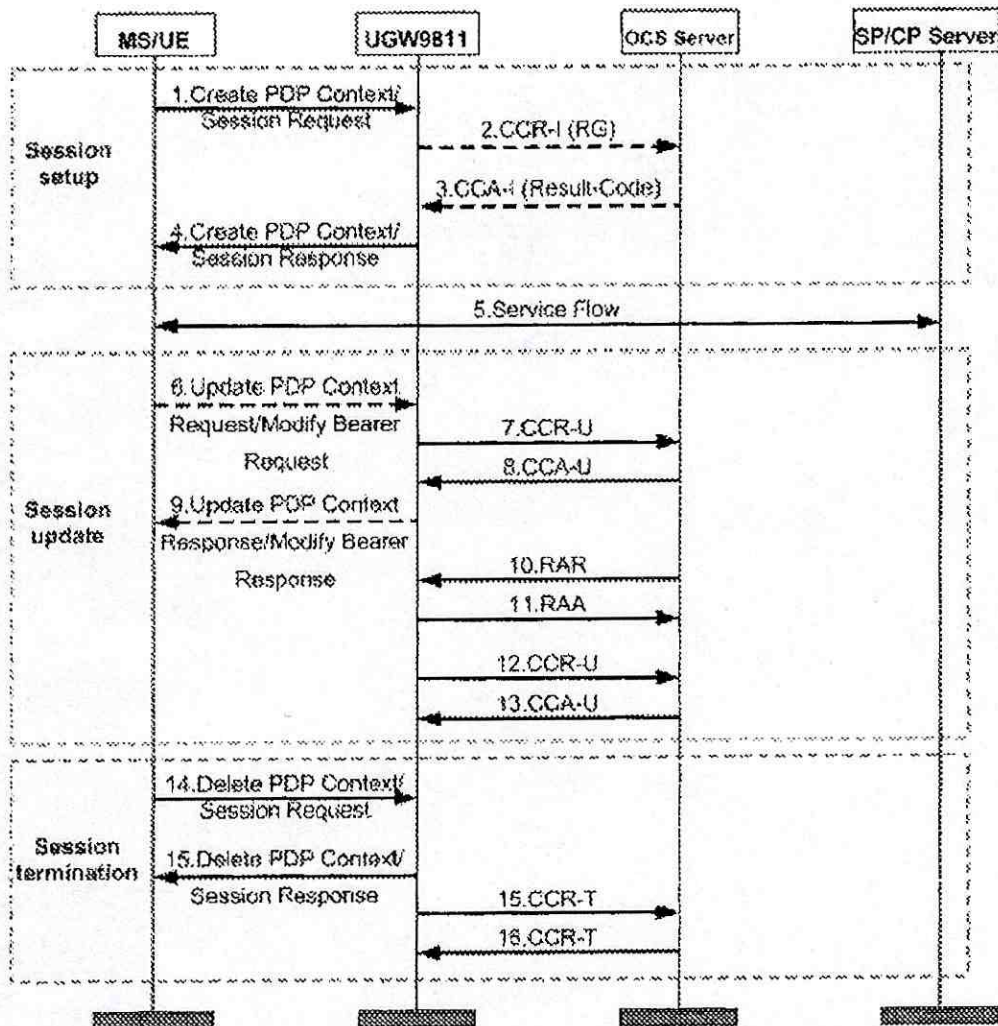 MS/UE
UGW9811
OCS Server
SP/CP Server
1.Create PDP Context/
Session Request
2.CCR-I (RG)
Session
setup
3.CCA-I (Result-Code)
4.Create PDP Context/
Session Response
5.Service Flow
6.Update PDP Context
Request/Modify Bearer
Request
7.CCR-U
8.CCA-U
Session
update
9.Update PDP Context
Response/Modify Bearer
Response
10.RAR
11.RAA
12.CCR-U
13.CCA-U
14.Delete PDP Context/
Session Request
Session
termination
15.Delete PDP Context/
Session Response
15.CCR-T
16.CCR-T